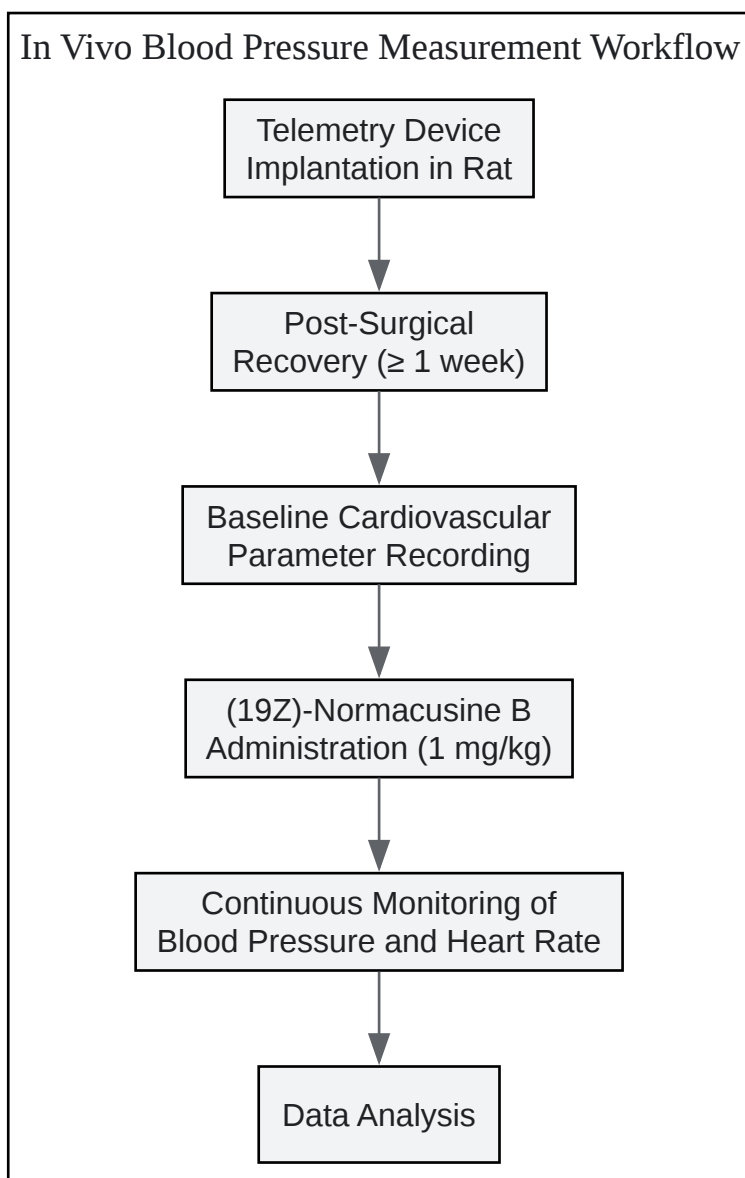 In Vivo Blood Pressure Measurement Workflow
Telemetry Device
Implantation in Rat
Post-Surgical
Recovery (≥ 1 week)
Baseline Cardiovascular
Parameter Recording
(19Z)-Normacusine B
Administration (1 mg/kg)
Continuous Monitoring of
Blood Pressure and Heart Rate
Data Analysis